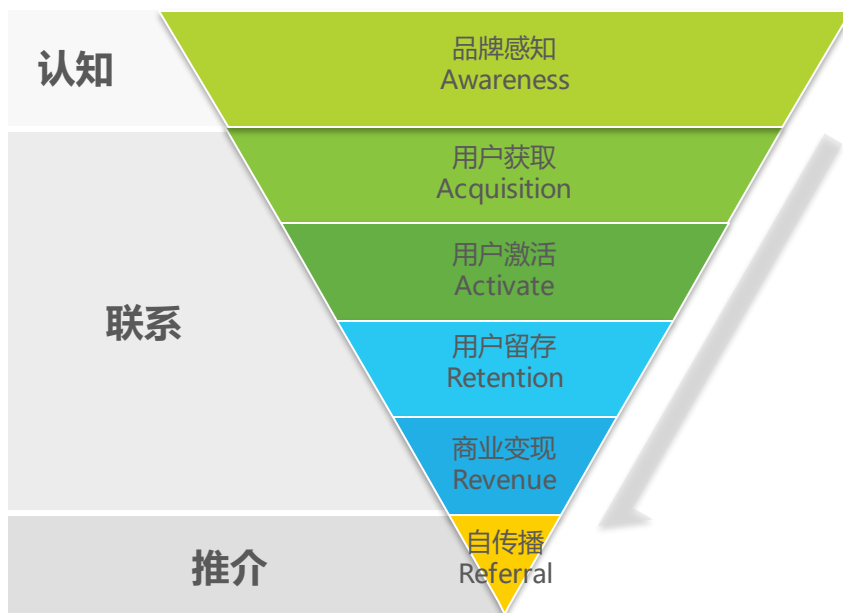 认知
品牌感知
Awareness
用户获取
Acquisition
用户激活
Activate
联系
用户留存
Retention
商业变现
Revenue
推介
自传播
Referral